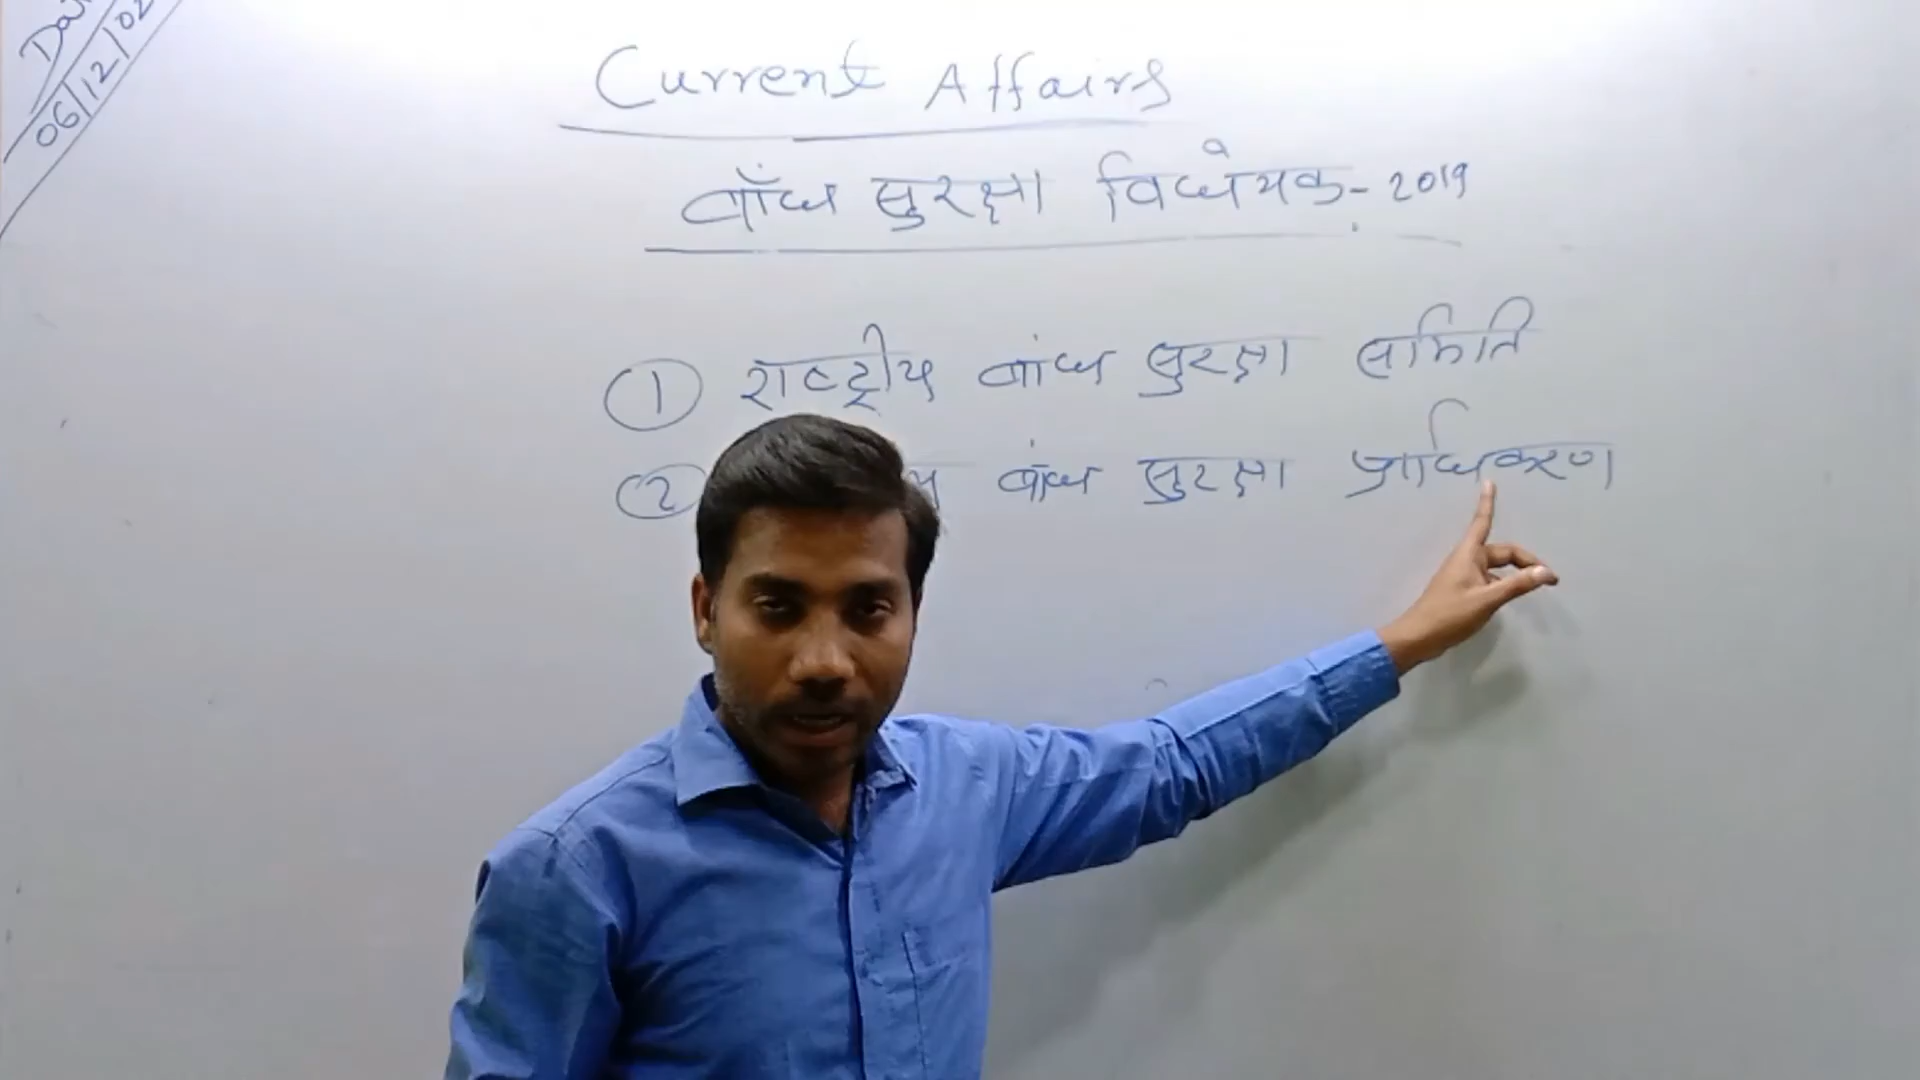 06/12/02
Current Affairs
बाँध सुरक्षा विधेयक-2019
① राष्ट्रीय बांध सुरक्षा समिति
② बांध सुरक्षा प्राधिकरण